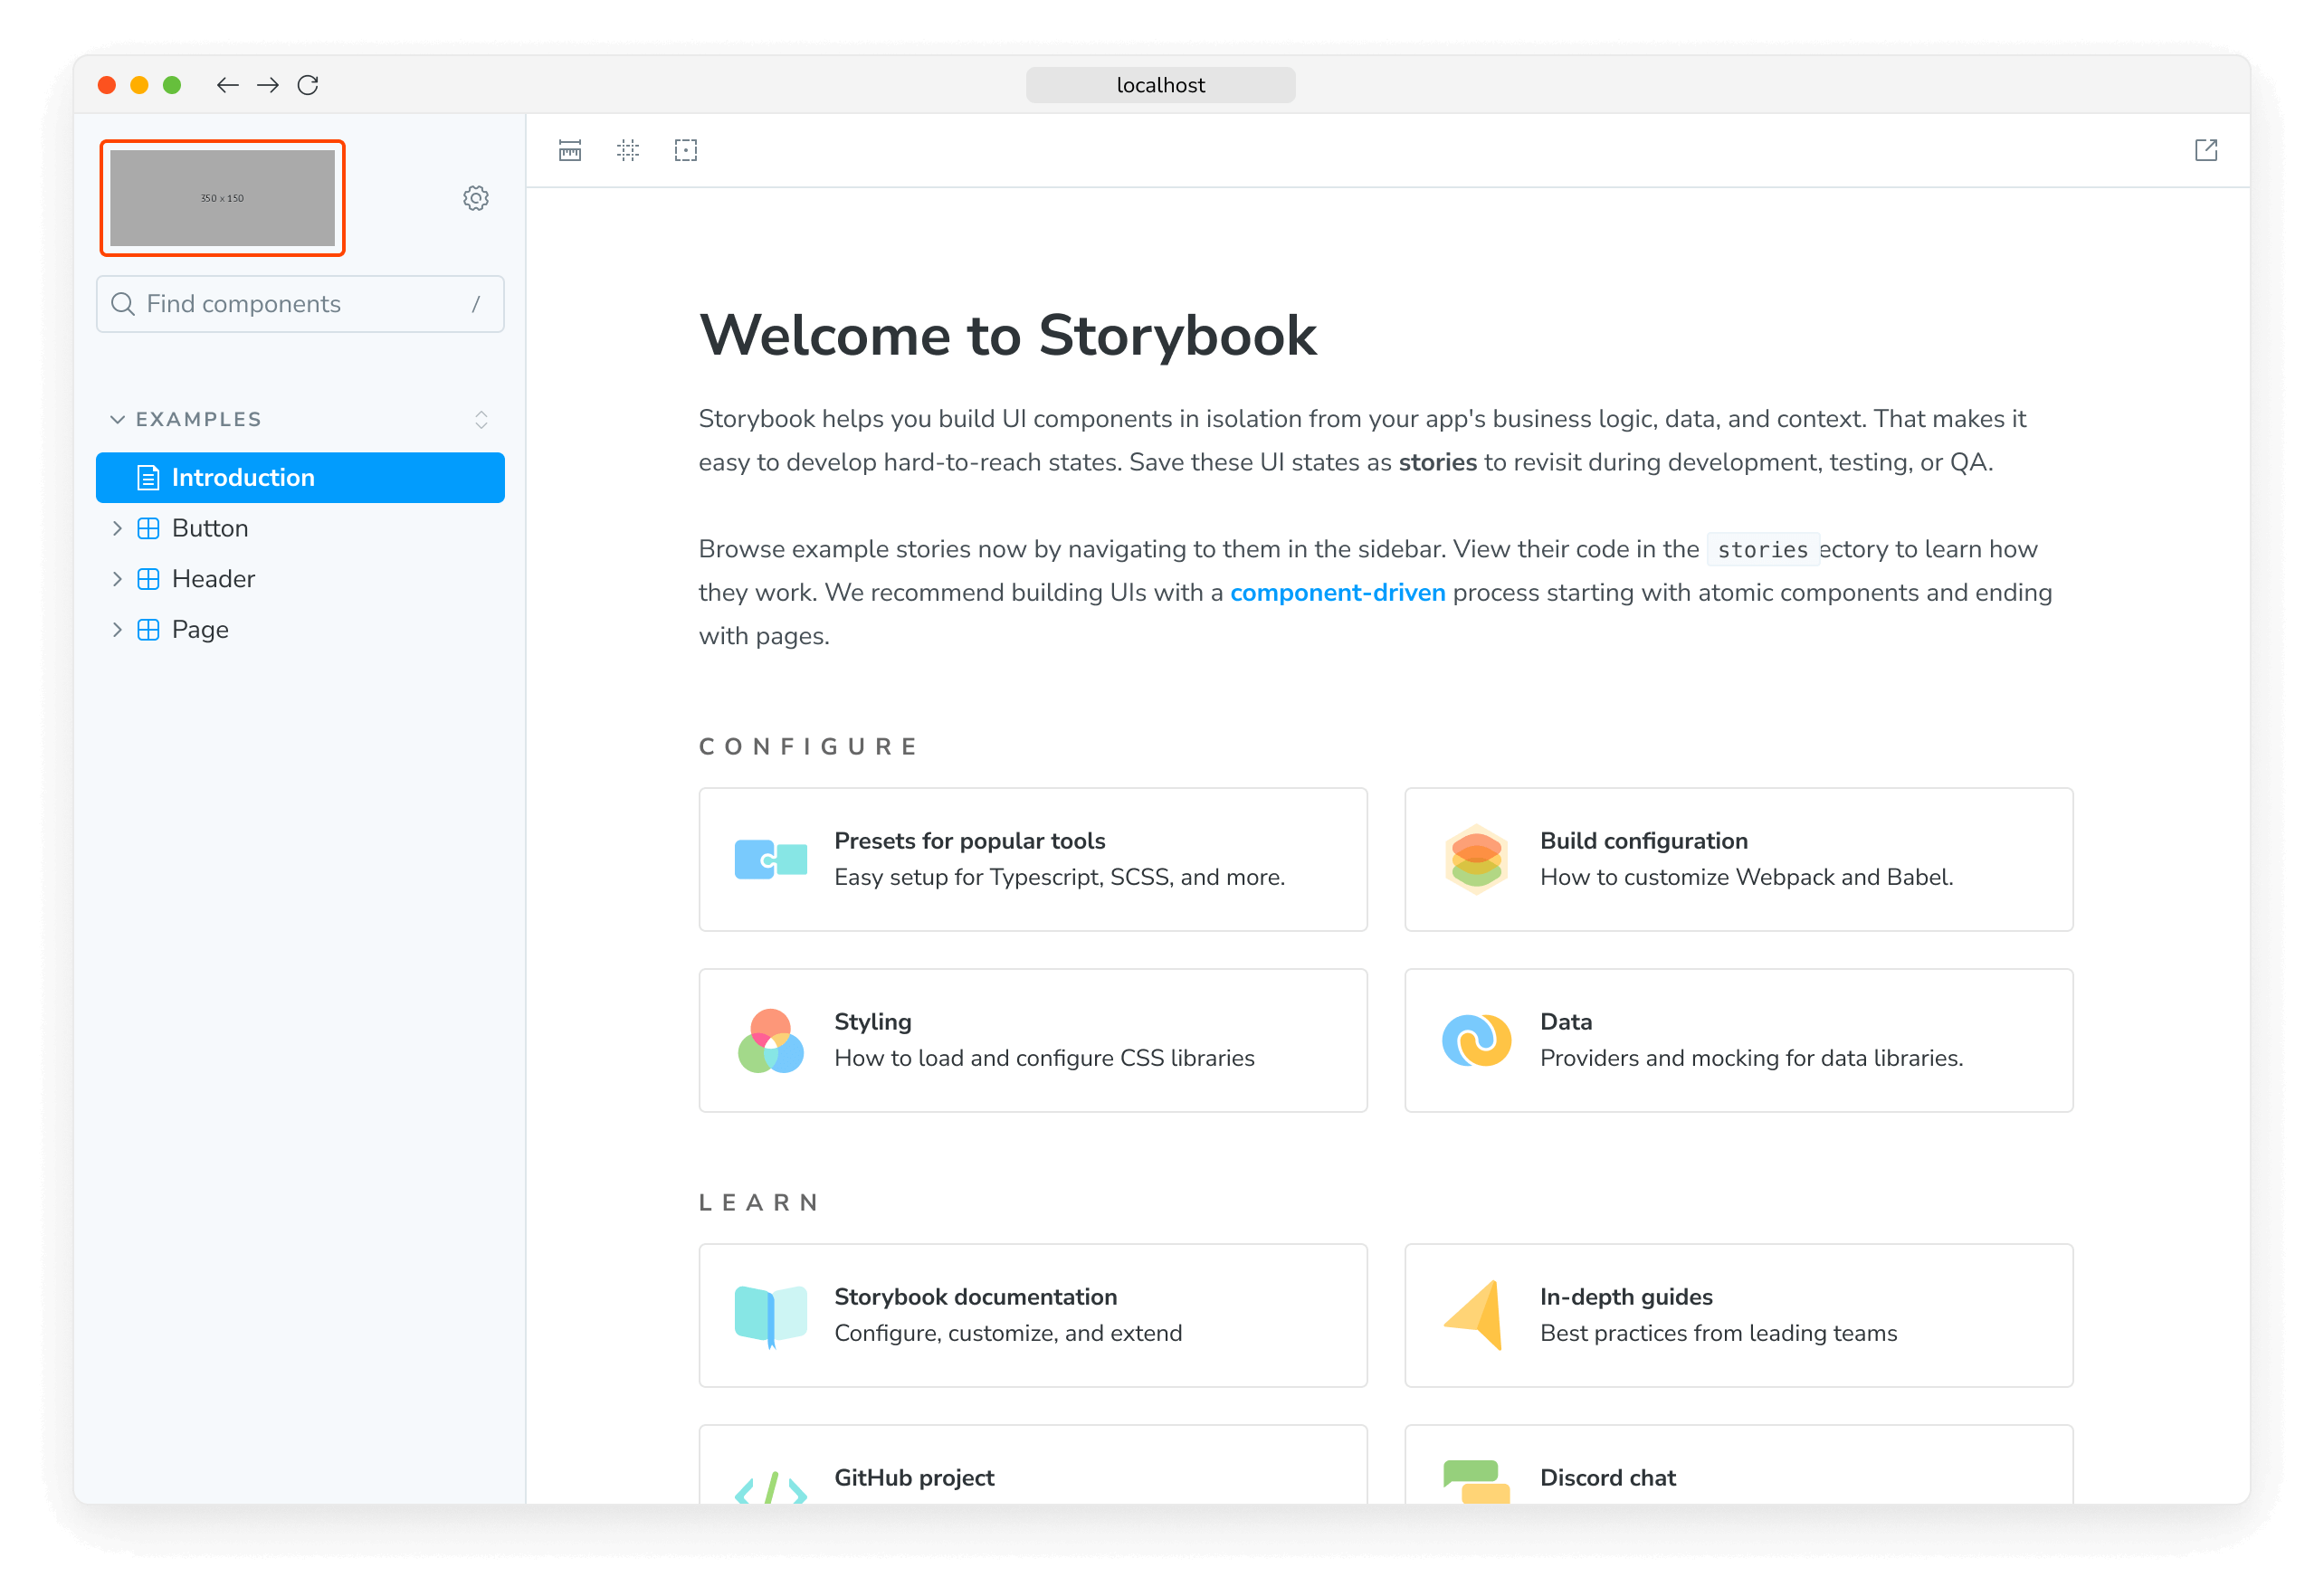 localhost
350 x 150
Find components /
EXAMPLES
Introduction
Button
Header
Page
Welcome to Storybook
Storybook helps you build UI components in isolation from your app's business logic, data, and context. That makes it
easy to develop hard-to-reach states. Save these UI states as stories to revisit during development, testing, or QA.
Browse example stories now by navigating to them in the sidebar. View their code in the stories ectory to learn how
they work. We recommend building UIs with a component-driven process starting with atomic components and ending
with pages.
CONFIGURE
Presets for popular tools
Easy setup for Typescript, SCSS, and more.
Build configuration
How to customize Webpack and Babel.
Styling
How to load and configure CSS libraries
Data
Providers and mocking for data libraries.
LEARN
Storybook documentation
Configure, customize, and extend
In-depth guides
Best practices from leading teams
GitHub project
Discord chat